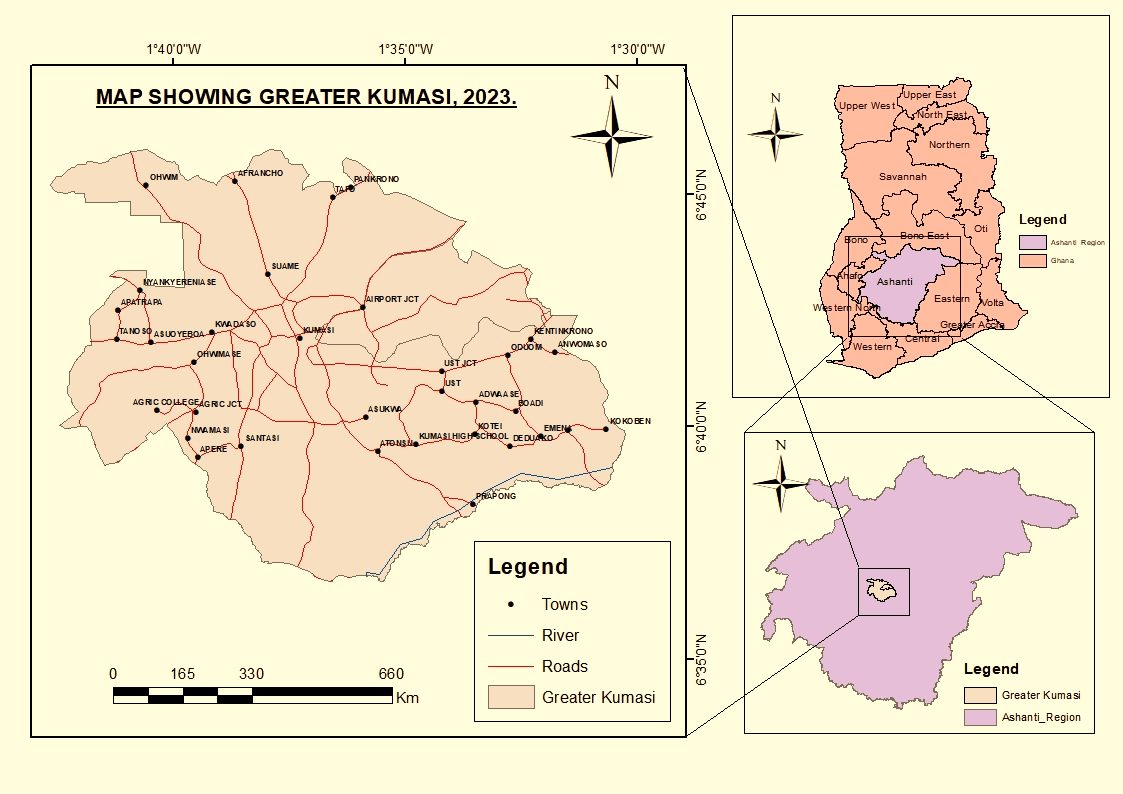 1°40'0"W 1°35'0"W 1°30'0"W
MAP SHOWING GREATER KUMASI, 2023.
N
6°45'0"N
6°40'0"N
6°35'0"N
OHWIM
AFRANCHO
PANKRONO
TAFO
SUAME
NYANKYERENIASE
APATRAPA
AIRPORT JCT
TANOSO
ASUOYEBOA
KWADASO
KUMASI
KENTINKRONO
ODUOM
ANWOMASO
OHWIMASE
UST JCT
UST
ADWAASE
BOADI
AGRIC COLLEGE
AGRIC JCT
ASUKWA
KOKOBEN
NWAMASI
KOTEI
EMENA
SANTASI
ATONSU
KUMASI HIGH SCHOOL
DEDUAKO
APERE
PRAPONG
Legend
Towns
River
Roads
Greater Kumasi
0 165 330 660
Km
N
Upper West
Upper East
North East
Northern
Savannah
Oti
Bono
Bono East
Ahafo
Ashanti
Eastern
Volta
Western North
Greater Accra
Central
Western
Legend
Ashanti Region
Ghana
N
Legend
Greater Kumasi
Ashanti_Region